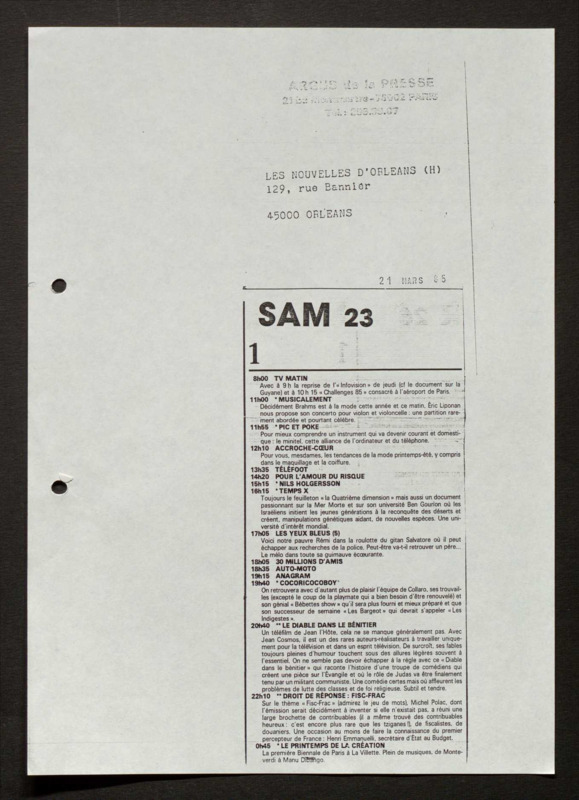 ARGUS de la PRESSE
21 Bd Montmartre - 75002 PARIS
LES NOUVELLES D'ORLEANS (H)
129, rue Bannier
45000 ORLEANS
21 MARS 85
SAM 23
1
8h00 TV MATIN
Avec à 9 h la reprise de l'« Infovision » de jeudi (cf le document sur la
Guyane) et à 10 h 15 « Challenges 85 » consacré à l'aéroport de Paris.
11h00 *MUSICALEMENT
Décidément Brahms est à la mode cette année et ce matin, Éric Liponan
nous propose son concerto pour violon et violoncelle : une partition rare-
ment abordée et pourtant célèbre.
11h55 *PIC ET POKE
Pour mieux comprendre un instrument qui va devenir courant et domesti-
que : le minitel, cette alliance de l'ordinateur et du téléphone.
12h10 ACCROCHE-CŒUR
Pour vous, mesdames, les tendances de la mode printemps-été, y compris
dans le maquillage et la coiffure.
13h35 TÉLÉFOOT
14h20 POUR L'AMOUR DU RISQUE
15h15 *NILS HOLGERSSON
16h15 *TEMPS X
Toujours le feuilleton « la Quatrième dimension » mais aussi un document
passionnant sur la Mer Morte et sur son université Ben Gourion où les
Israéliens initient les jeunes générations à la reconquête des déserts et
créent, manipulations génétiques aidant, de nouvelles espèces. Une uni-
versité d'intérêt mondial.
17h05 LES YEUX BLEUS (5)
Voici notre pauvre Rémi dans la roulotte du gitan Salvatore où il peut
échapper aux recherches de la police. Peut-être va-t-il retrouver un père...
Le mélo dans toute sa guimauve écœurante.
18h05 30 MILLIONS D'AMIS
18h35 AUTO-MOTO
19h15 ANAGRAM
19h40 *COCORICOCOBOY
On retrouvera avec d'autant plus de plaisir l'équipe de Collaro, ses trouvail-
les (excepté le coup de la playmate qui a bien besoin d'être renouvelé) et
son génial « Bébettes show » qu'il sera plus fourni et mieux préparé et que
son successeur de semaine « Les Bargeot » qui devrait s'appeler « Les
Indigestes ».
20h40 **LE DIABLE DANS LE BÉNITIER
Un téléfilm de Jean l'Hôte, cela ne se manque généralement pas. Avec
Jean Cosmos, il est un des rares auteurs-réalisateurs à travailler unique-
ment pour la télévision et dans un esprit télévision. De surcroît, ses fables
toujours pleines d'humour touchent sous des allures légères souvent à
l'essentiel. On ne semble pas devoir échapper à la règle avec ce « Diable
dans le bénitier » qui raconte l'histoire d'une troupe de comédiens qui
créent une pièce sur l'Évangile et où le rôle de Judas va être finalement
tenu par un militant communiste. Une comédie certes mais où affleurent les
problèmes de lutte des classes et de foi religieuse. Subtil et tendre.
22h10 **DROIT DE RÉPONSE : FISC-FRAC
Sur le thème « Fisc-Frac » (admirez le jeu de mots), Michel Polac, dont
l'émission serait décidément à inventer si elle n'existait pas, a réuni une
large brochette de contribuables (il a même trouvé des contribuables
heureux : c'est encore plus rare que les tziganes !), de fiscalistes, de
douaniers. Une occasion au moins de faire la connaissance du premier
percepteur de France : Henri Emmanuelli, secrétaire d'État au Budget.
0h45 *LE PRINTEMPS DE LA CRÉATION
La première Biennale de Paris à La Villette. Plein de musiques, de Monte-
verdi à Manu Dibango.